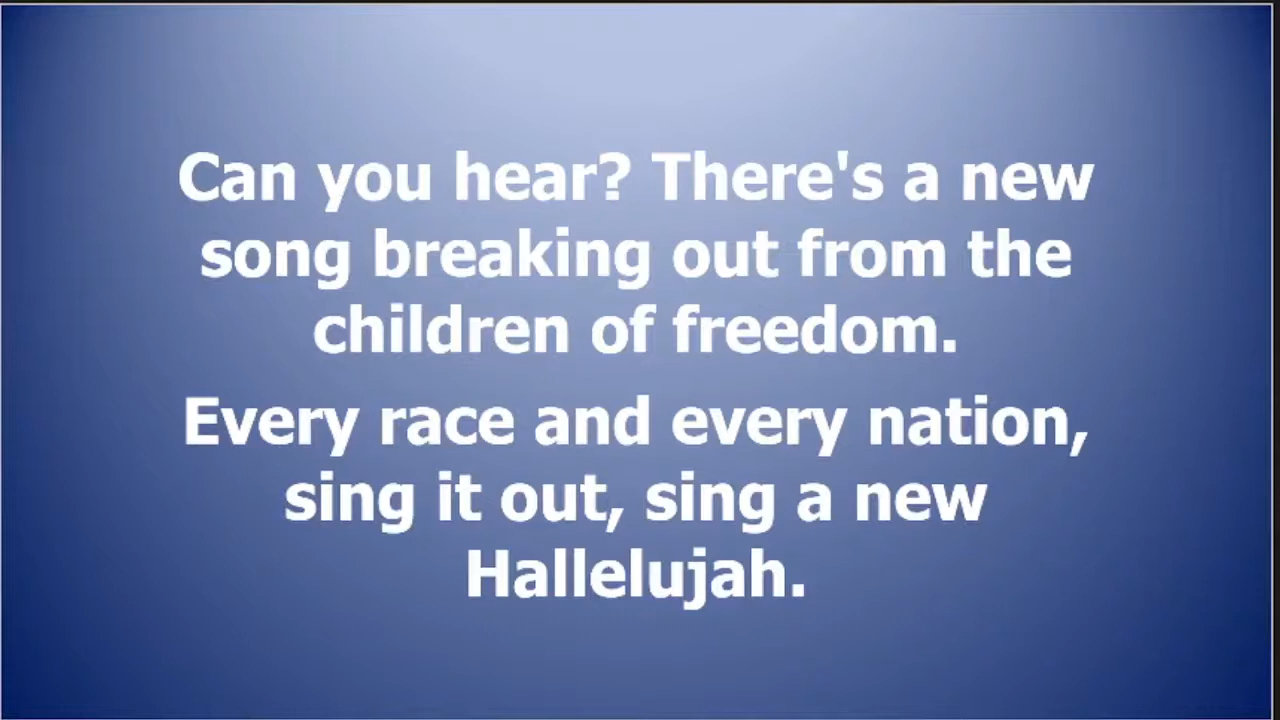 Can you hear? There's a new
song breaking out from the
children of freedom.
Every race and every nation,
sing it out, sing a new
Hallelujah.